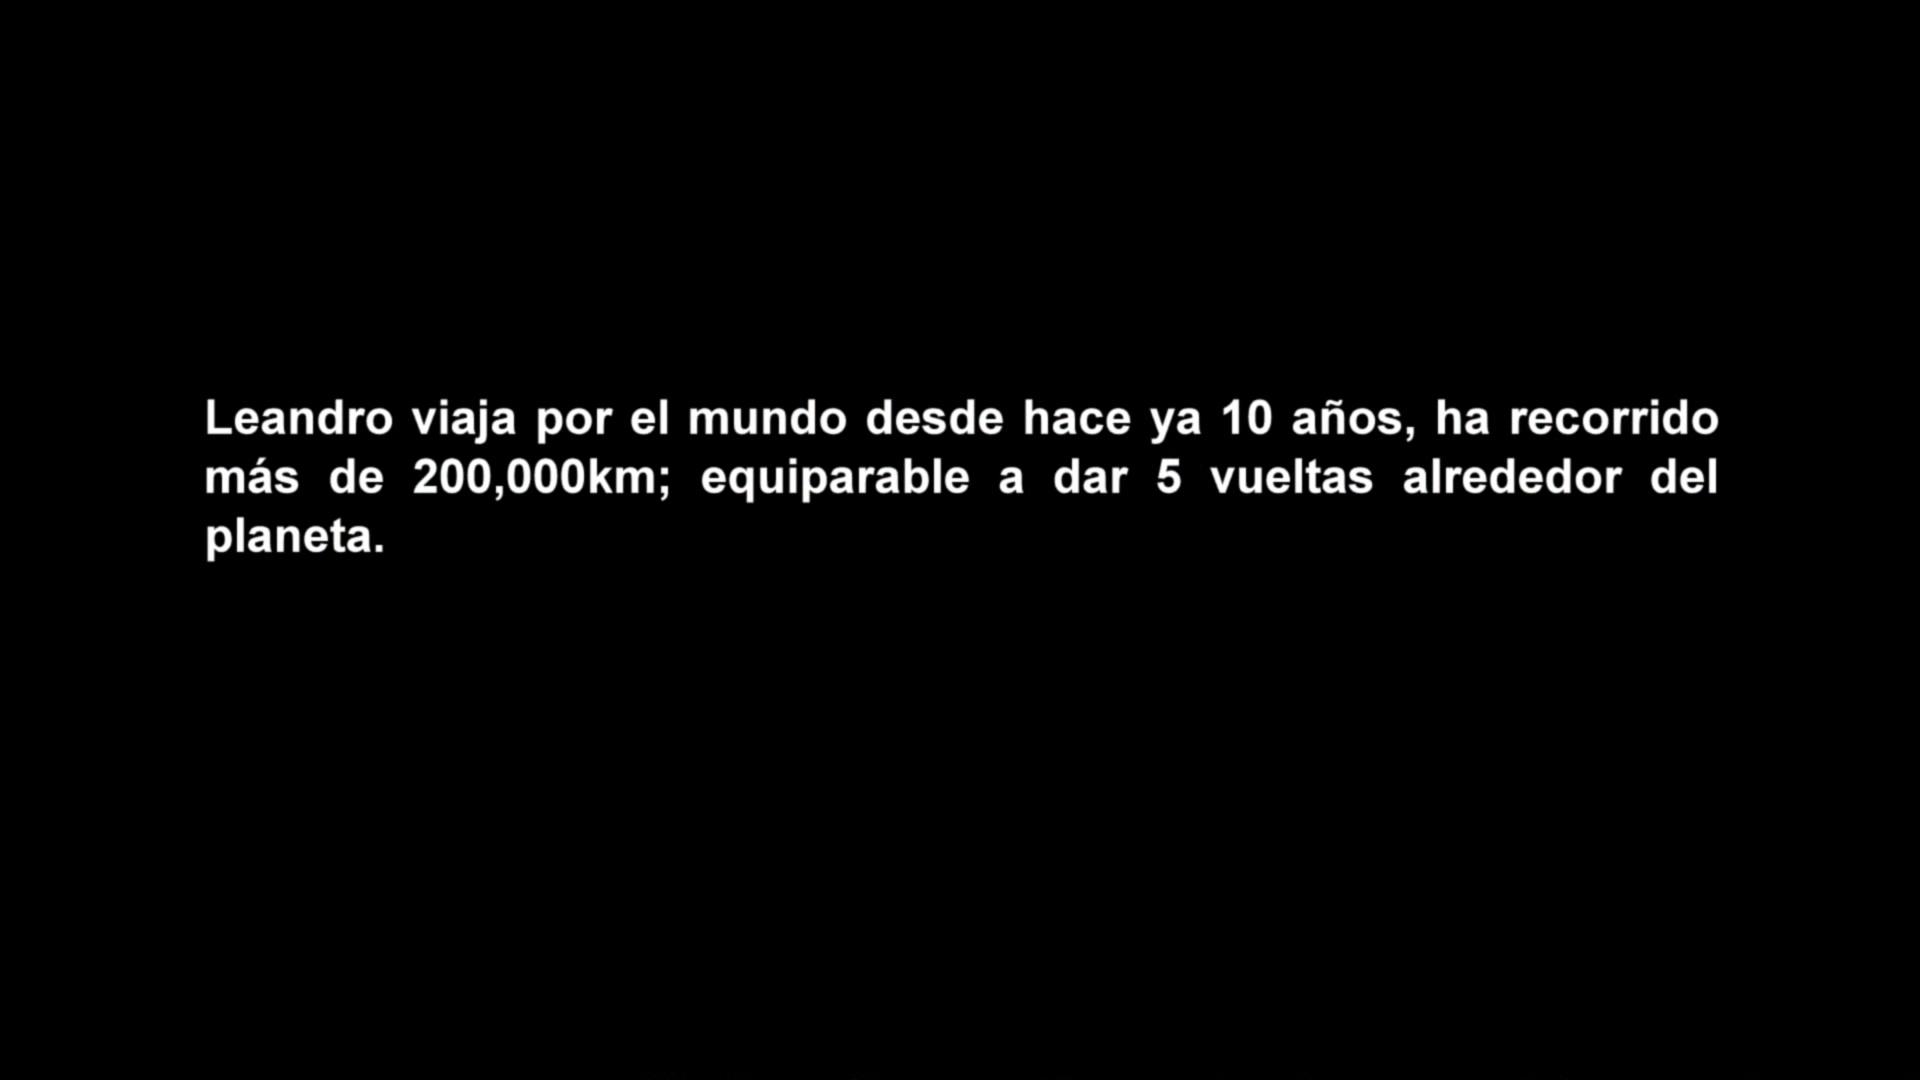 Leandro viaja por el mundo desde hace ya 10 años, ha recorrido
más de 200,000km; equiparable a dar 5 vueltas alrededor del
planeta.